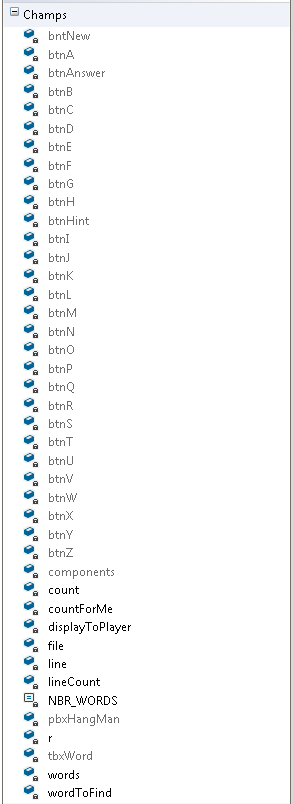 Champs
bntNew
btnA
btnAnswer
btnB
btnC
btnD
btnE
btnF
btnG
btnH
btnHint
btnI
btnJ
btnK
btnL
btnM
btnN
btnO
btnP
btnQ
btnR
btnS
btnT
btnU
btnV
btnW
btnX
btnY
btnZ
components
count
countForMe
displayToPlayer
file
line
lineCount
NBR_WORDS
pbxHangMan
r
tbxWord
words
wordToFind